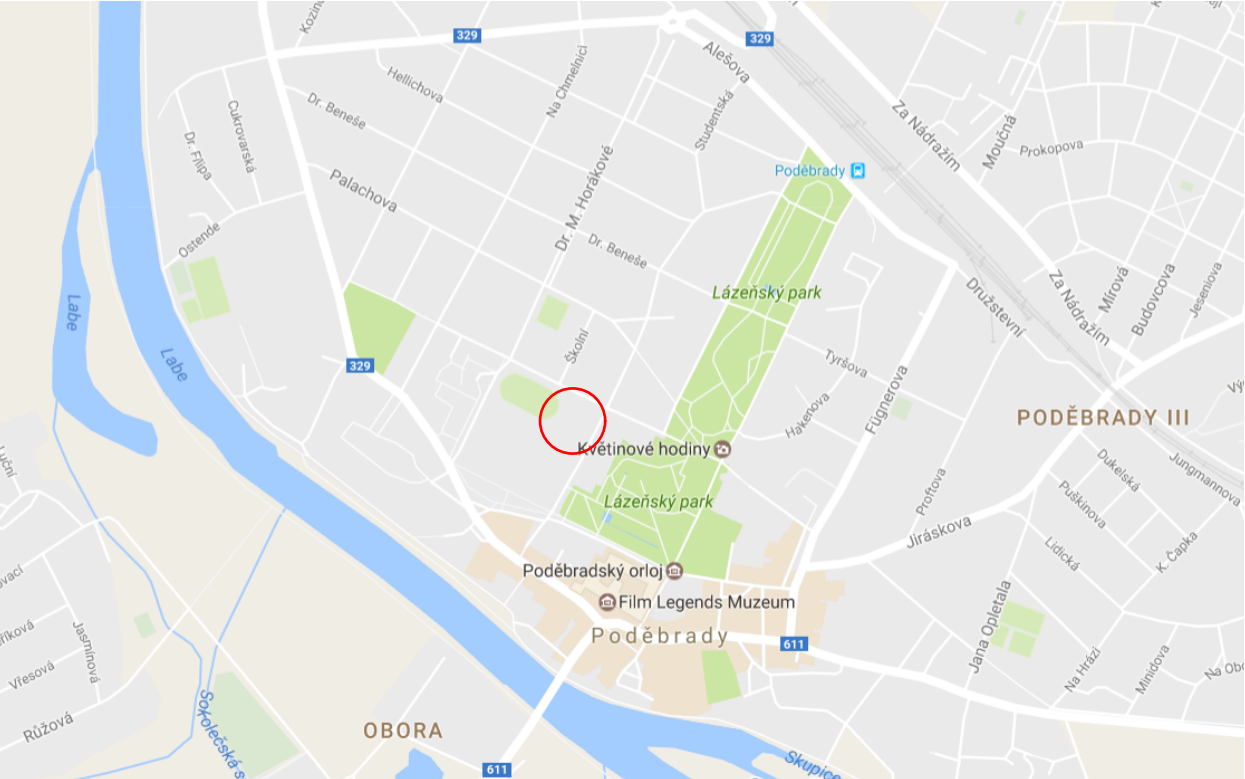 Kozin
329
329
Alešova
Hellichova
Na Chmelnici
Dr. Beneše
Cukrovarská
Studentská
Za Nádražím
Moučná
Prokopova
Dr. Filipa
Palachova
Dr. M. Horákové
Poděbrady
Ostende
Dr. Beneše
Lázeňský park
Labe
Labe
Školní
Družstevní
Za Nádražím
Mírová
Budovcova
Jeseniova
329
Tyršova
Fügnerova
Hakenova
PODĚBRADY III
Květinové hodiny
Luční
Lázeňský park
Proftova
Dukelská
Jungmannova
Puškinova
Jiráskova
Lidická
K. Čapka
Poděbradský orloj
Film Legends Muzeum
Poděbrady
611
Jana Opletala
Jasmínová
Vřesová
Na Hrázi
Minidova
Na Obo
Růžová
OBORA
Sokolečská s
611
Skupice